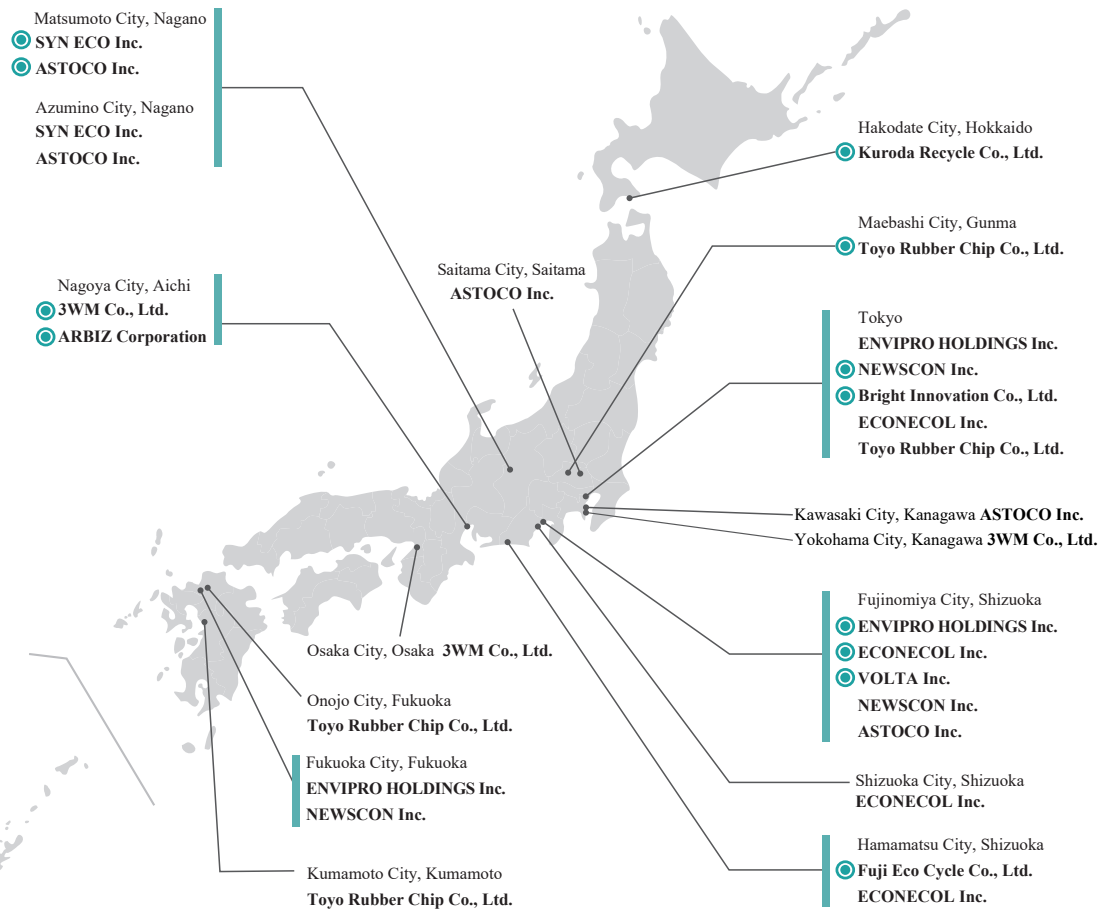 Matsumoto City, Nagano
SYN ECO Inc.
ASTOCO Inc.
Azumino City, Nagano
SYN ECO Inc.
ASTOCO Inc.
Nagoya City, Aichi
3WM Co., Ltd.
ARBIZ Corporation
Saitama City, Saitama
ASTOCO Inc.
Hakodate City, Hokkaido
Kuroda Recycle Co., Ltd.
Maebashi City, Gunma
Toyo Rubber Chip Co., Ltd.
Tokyo
ENVIPRO HOLDINGS Inc.
NEWSCON Inc.
Bright Innovation Co., Ltd.
ECONECOL Inc.
Toyo Rubber Chip Co., Ltd.
Kawasaki City, Kanagawa ASTOCO Inc.
Yokohama City, Kanagawa 3WM Co., Ltd.
Fujinomiya City, Shizuoka
ENVIPRO HOLDINGS Inc.
ECONECOL Inc.
VOLTA Inc.
NEWSCON Inc.
ASTOCO Inc.
Shizuoka City, Shizuoka
ECONECOL Inc.
Hamamatsu City, Shizuoka
Fuji Eco Cycle Co., Ltd.
ECONECOL Inc.
Osaka City, Osaka 3WM Co., Ltd.
Onojo City, Fukuoka
Toyo Rubber Chip Co., Ltd.
Fukuoka City, Fukuoka
ENVIPRO HOLDINGS Inc.
NEWSCON Inc.
Kumamoto City, Kumamoto
Toyo Rubber Chip Co., Ltd.